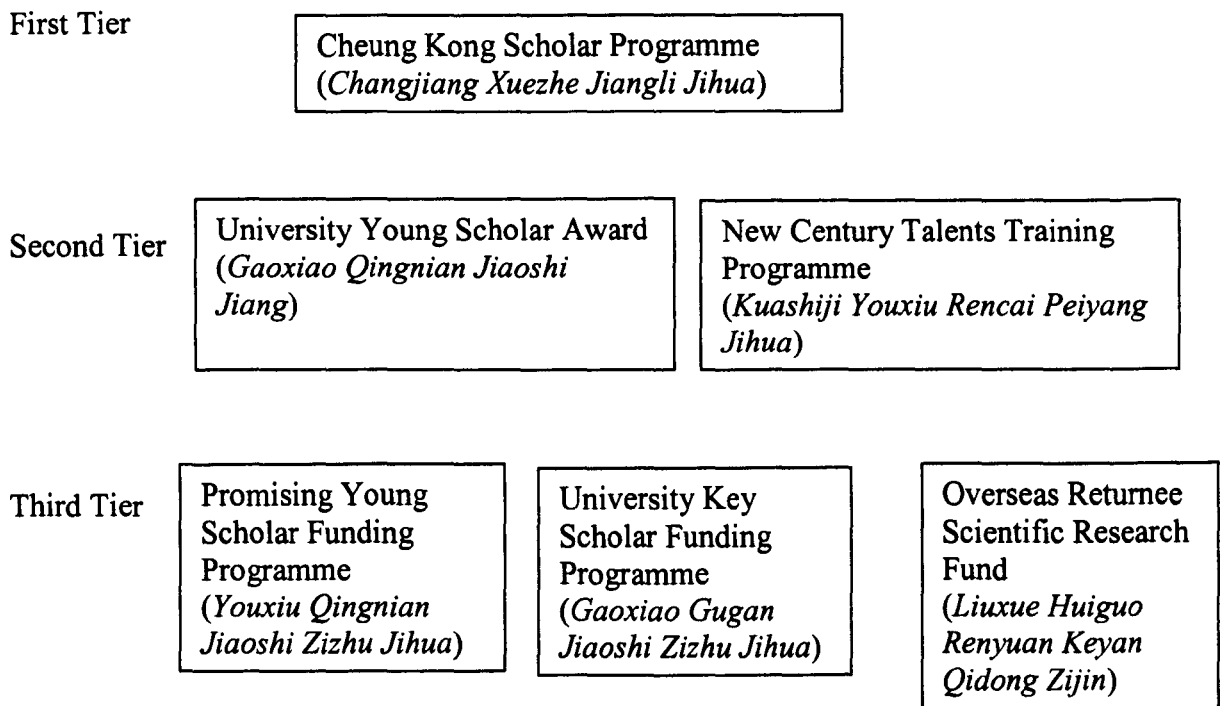 First Tier
Cheung Kong Scholar Programme
(Changjiang Xuezhe Jiangli Jihua)
Second Tier
University Young Scholar Award
(Gaoxiao Qingnian Jiaoshi
Jiang)
New Century Talents Training
Programme
(Kuashiji Youxiu Rencai Peiyang
Jihua)
Third Tier
Promising Young
Scholar Funding
Programme
(Youxiu Qingnian
Jiaoshi Zizhu Jihua)
University Key
Scholar Funding
Programme
(Gaoxiao Gugan
Jiaoshi Zizhu Jihua)
Overseas Returnee
Scientific Research
Fund
(Liuxue Huiguo
Renyuan Keyan
Qidong Zijin)